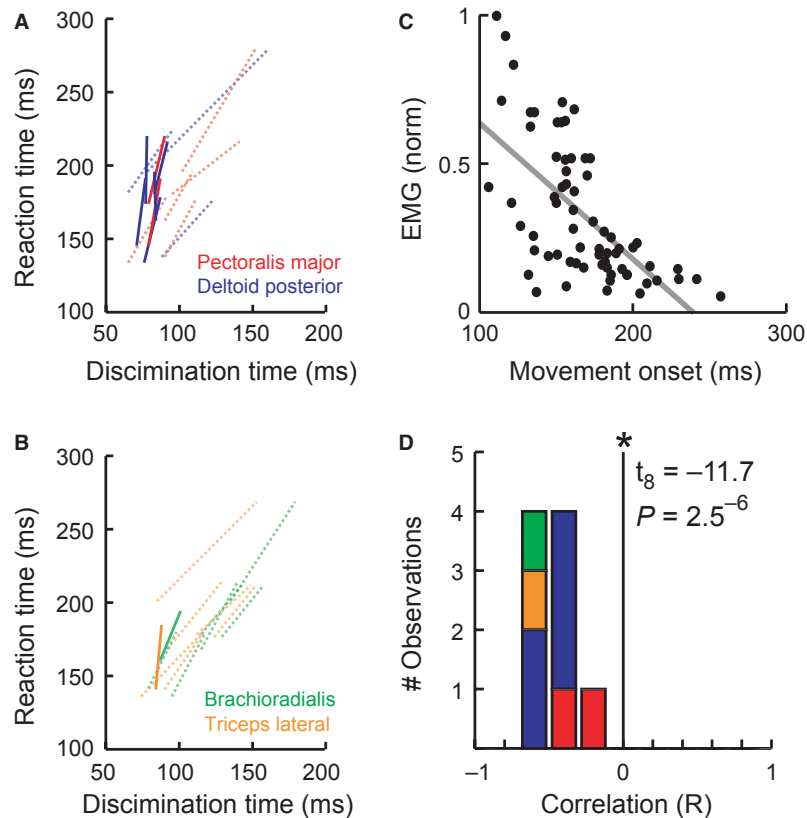 A
300
250
200
150
100
50
100
150
200
Reaction time (ms)
Discimination time (ms)
Pectoralis major
Deltoid posterior
C
1
0.5
0
100
200
300
EMG (norm)
Movement onset (ms)
B
300
250
200
150
100
50
100
150
200
Reaction time (ms)
Discimination time (ms)
Brachioradialis
Triceps lateral
D
5
4
3
2
1
−1
0
1
# Observations
Correlation (R)
*
t8 = −11.7
P = 2.5−6